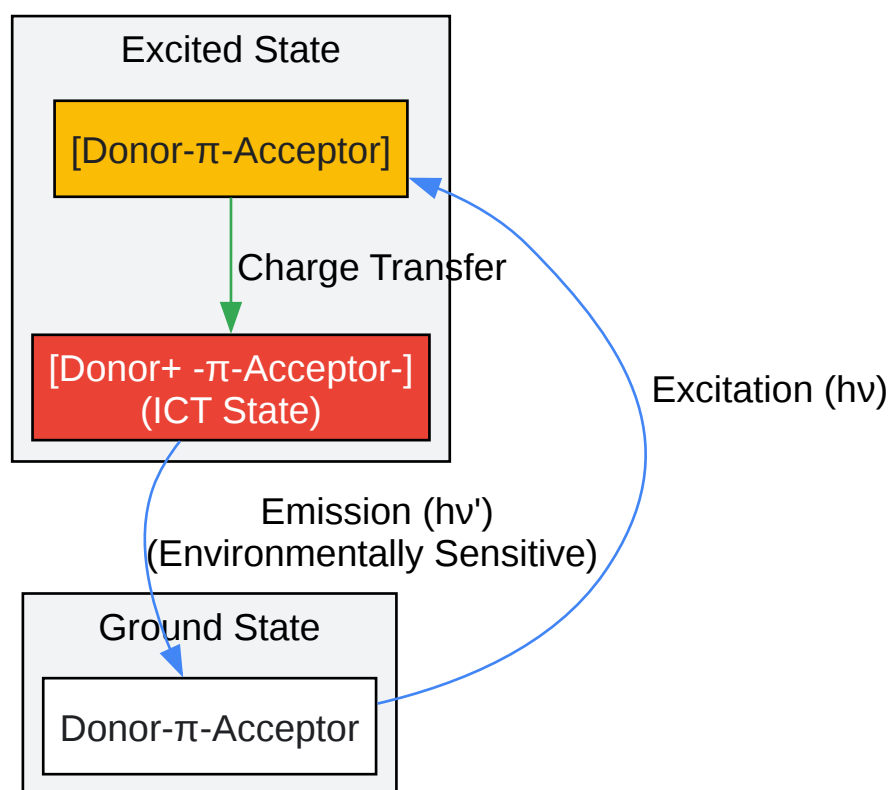 Excited State
[Donor-π-Acceptor]
Charge Transfer
[Donor+ -π-Acceptor-]
(ICT State)
Excitation (hν)
Emission (hν')
(Environmentally Sensitive)
Ground State
Donor-π-Acceptor